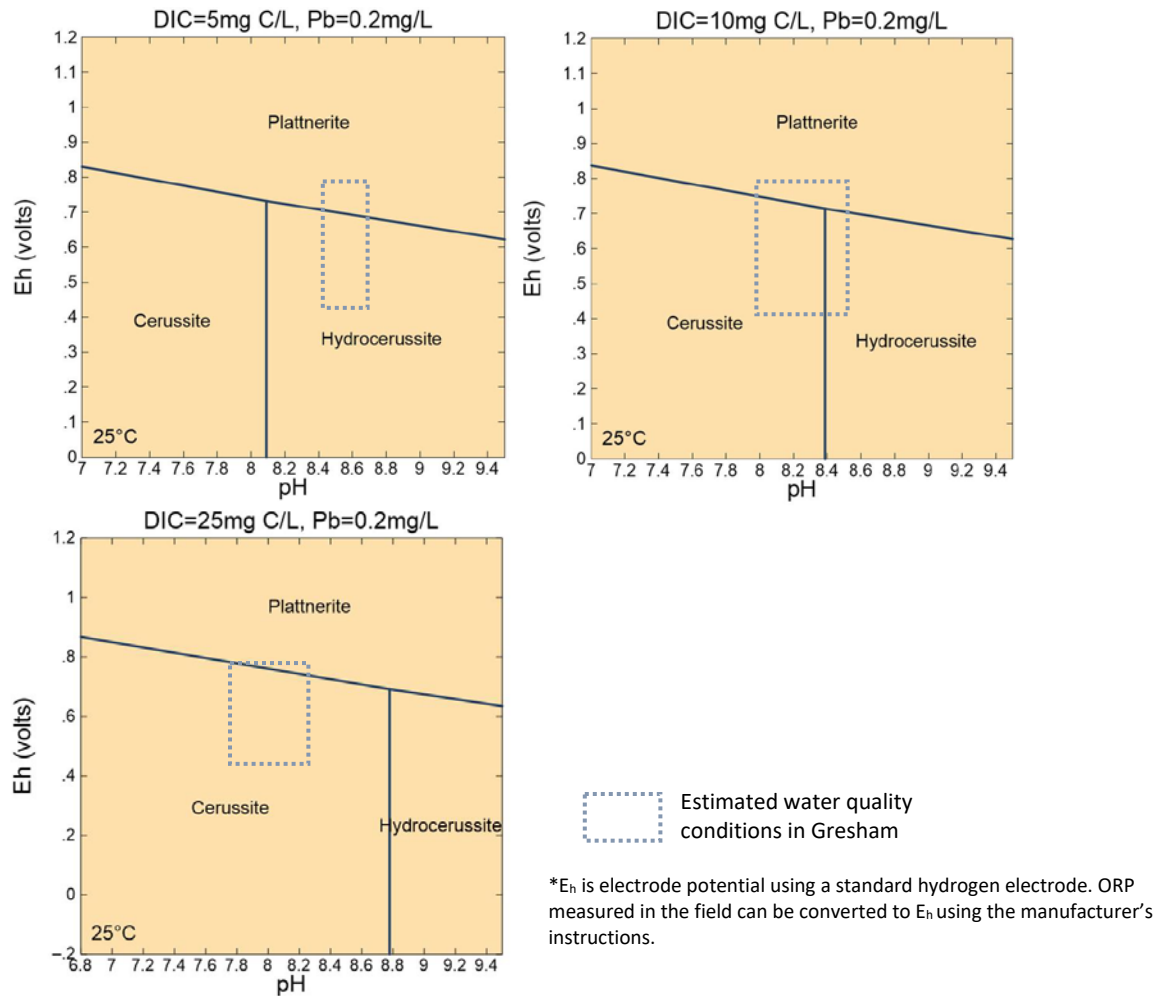 DIC=5mg C/L, Pb=0.2mg/L
1.2
1.1
1
.9
.8
.7
.6
.5
.4
.3
.2
.1
0
Eh (volts)
Plattnerite
Cerussite
Hydrocerussite
25°C
7 7.2 7.4 7.6 7.8 8 8.2 8.4 8.6 8.8 9 9.2 9.4
pH
DIC=10mg C/L, Pb=0.2mg/L
1.2
1.1
1
.9
.8
.7
.6
.5
.4
.3
.2
.1
0
Eh (volts)
Plattnerite
Cerussite
Hydrocerussite
25°C
7 7.2 7.4 7.6 7.8 8 8.2 8.4 8.6 8.8 9 9.2 9.4
pH
DIC=25mg C/L, Pb=0.2mg/L
1.2
1
.8
.6
.4
.2
0
-.2
Eh (volts)
Plattnerite
Cerussite
Hydrocerussite
25°C
6.8 7 7.2 7.4 7.6 7.8 8 8.2 8.4 8.6 8.8 9 9.2 9.4
pH
Estimated water quality
conditions in Gresham
*Eh is electrode potential using a standard hydrogen electrode. ORP
measured in the field can be converted to Eh using the manufacturer's
instructions.